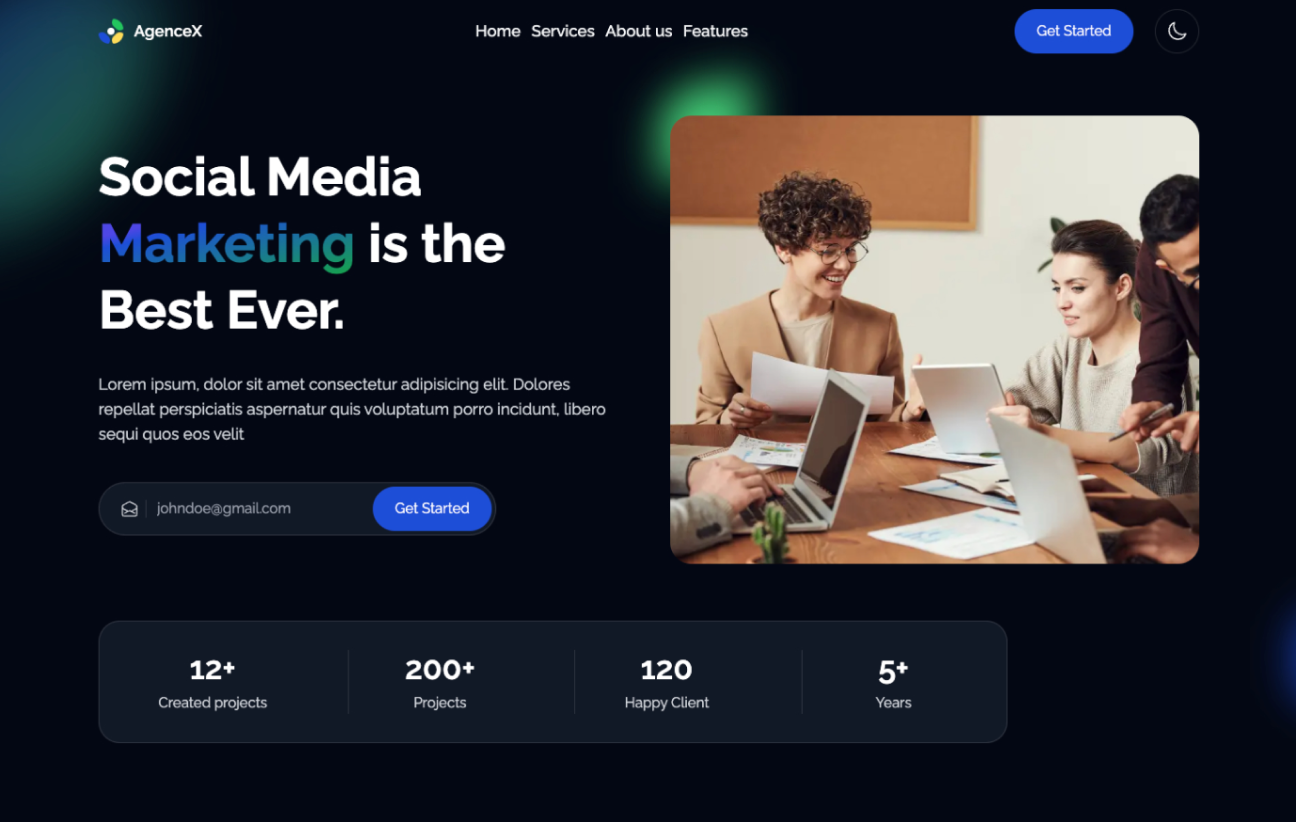 AgenceX
Home Services About us Features
Get Started
Social Media
Marketing is the
Best Ever.
Lorem ipsum, dolor sit amet consectetur adipisicing elit. Dolores
repellat perspiciatis aspernatur quis voluptatum porro incidunt, libero
sequi quos eos velit
johndoe@gmail.com
Get Started
12+
Created projects
200+
Projects
120
Happy Client
5+
Years